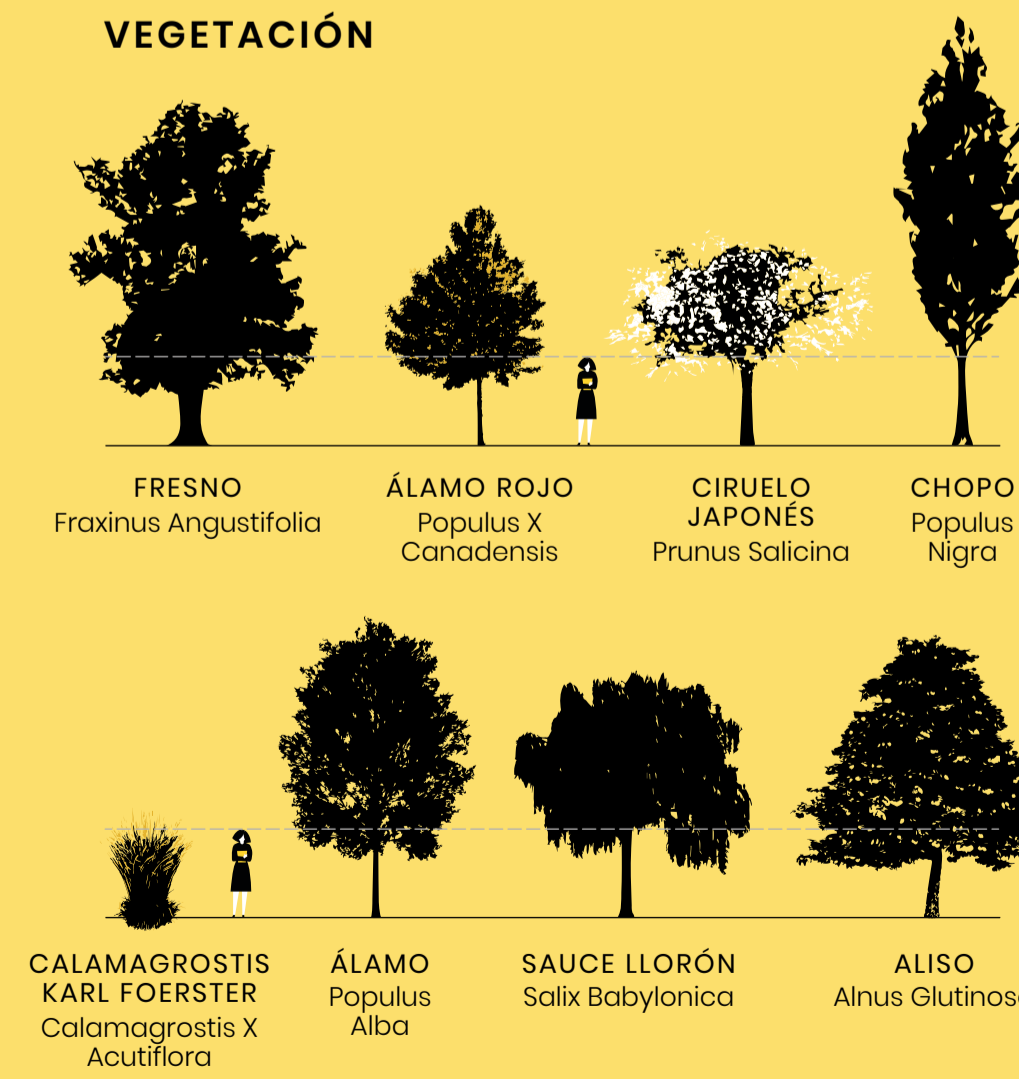 VEGETACIÓN
FRESNO
Fraxinus Angustifolia
ÁLAMO ROJO
Populus X
Canadensis
CIRUELO
JAPONÉS
Prunus Salicina
CHOPO
Populus
Nigra
CALAMAGROSTIS
KARL FOERSTER
Calamagrostis X
Acutiflora
ÁLAMO
Populus
Alba
SAUCE LLORÓN
Salix Babylonica
ALISO
Alnus